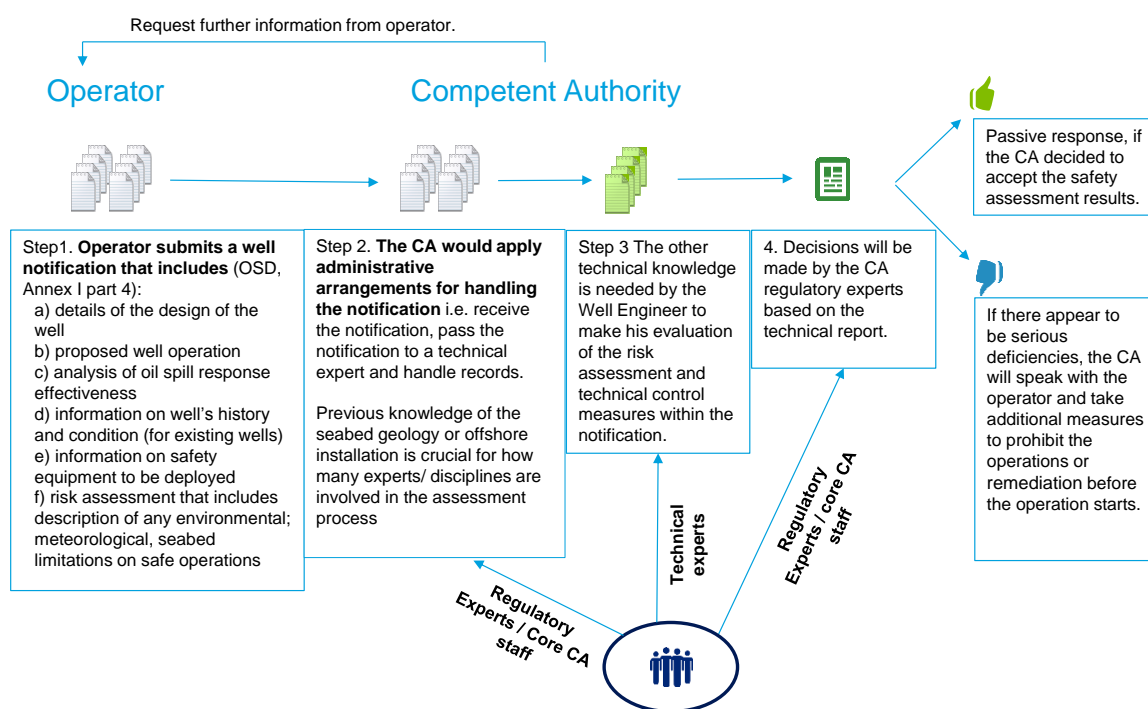 Request further information from operator.
Operator
Competent Authority
Step1. Operator submits a well
notification that includes (OSD,
Annex I part 4):
a) details of the design of the
well
b) proposed well operation
c) analysis of oil spill response
effectiveness
d) information on well's history
and condition (for existing wells)
e) information on safety
equipment to be deployed
f) risk assessment that includes
description of any environmental;
meteorological, seabed
limitations on safe operations
Step 2. The CA would apply
administrative
arrangements for handling
the notification i.e. receive
the notification, pass the
notification to a technical
expert and handle records.
Previous knowledge of the
seabed geology or offshore
installation is crucial for how
many experts/ disciplines are
involved in the assessment
process
Step 3 The other
technical knowledge
is needed by the
Well Engineer to
make his evaluation
of the risk
assessment and
technical control
measures within the
notification.
4. Decisions will be
made by the CA
regulatory experts
based on the
technical report.
Passive response, if
the CA decided to
accept the safety
assessment results.
If there appear to
be serious
deficiencies, the CA
will speak with the
operator and take
additional measures
to prohibit the
operations or
remediation before
the operation starts.
Regulatory
Experts / Core CA
staff
Technical
experts
Regulatory
Experts / core CA
staff